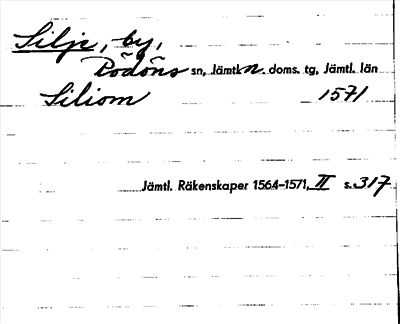 Silje, by,
Rödöns sn, Jämtl. n. doms. tg, Jämtl. län
Siliom 1571
Jämtl. Räkenskaper 1564-1571, II s. 317